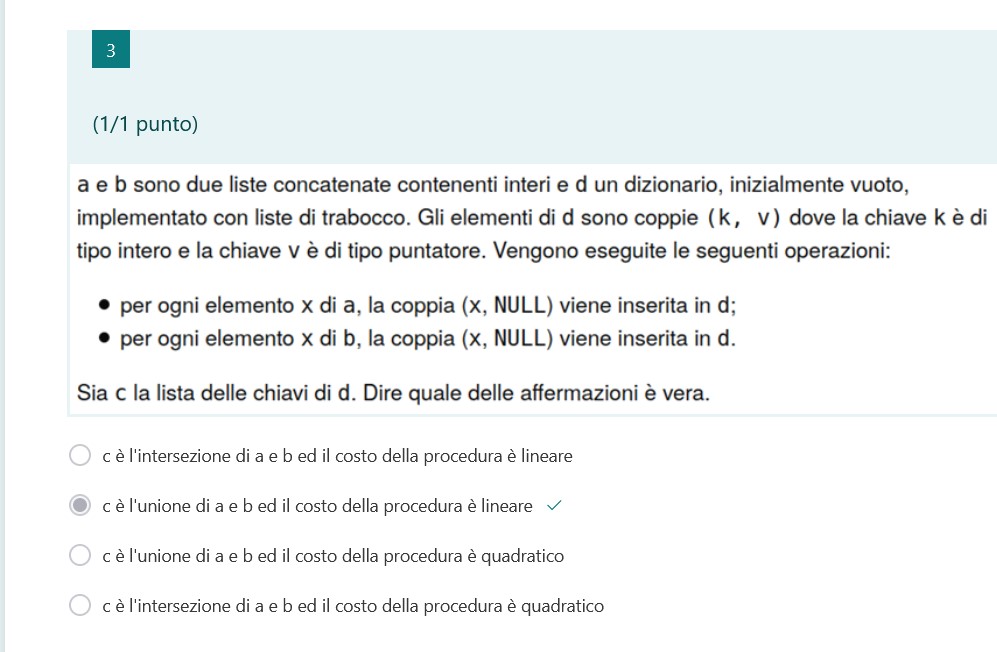 3
(1/1 punto)
a e b sono due liste concatenate contenenti interi e d un dizionario, inizialmente vuoto,
implementato con liste di trabocco. Gli elementi di d sono coppie (k, v) dove la chiave k è di
tipo intero e la chiave v è di tipo puntatore. Vengono eseguite le seguenti operazioni:
● per ogni elemento x di a, la coppia (x, NULL) viene inserita in d;
● per ogni elemento x di b, la coppia (x, NULL) viene inserita in d.
Sia c la lista delle chiavi di d. Dire quale delle affermazioni è vera.
c è l'intersezione di a e b ed il costo della procedura è lineare
c è l'unione di a e b ed il costo della procedura è lineare ✓
c è l'unione di a e b ed il costo della procedura è quadratico
c è l'intersezione di a e b ed il costo della procedura è quadratico